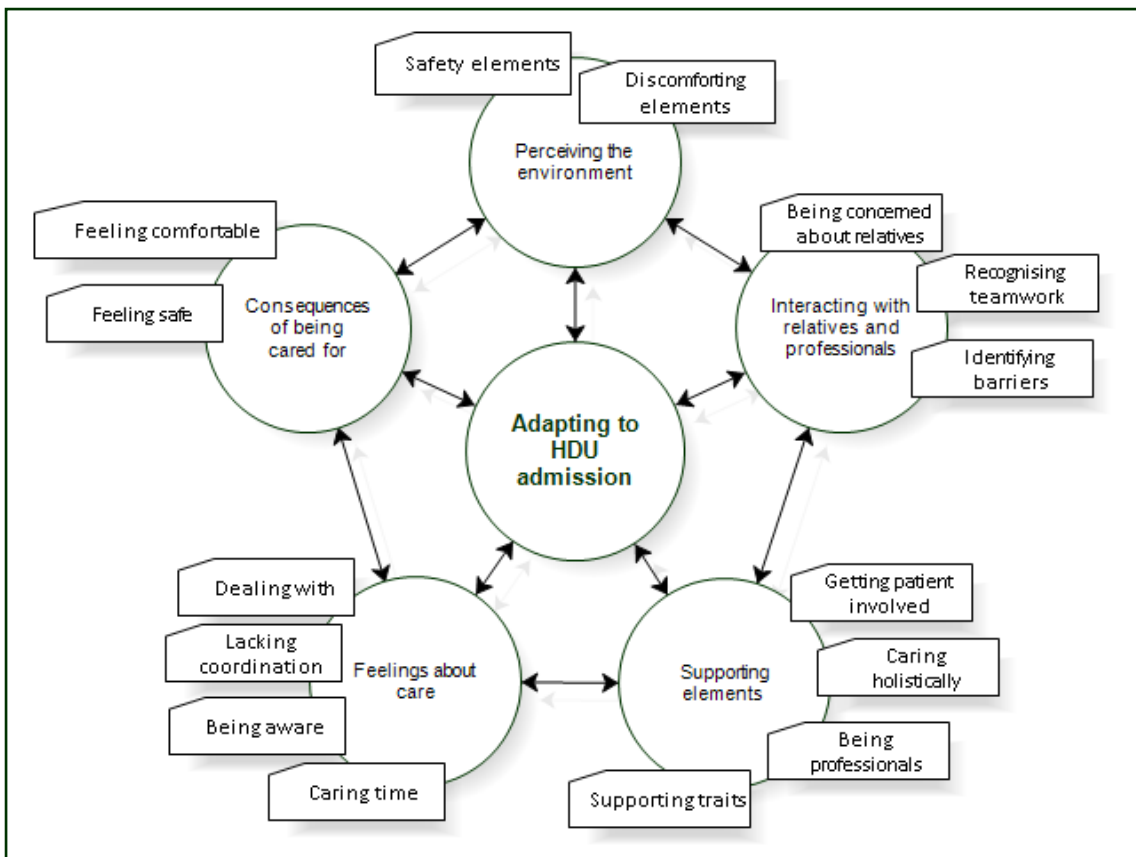 Safety elements
Discomforting
elements
Perceiving the
environment
Feeling comfortable
Feeling safe
Consequences
of being
cared for
Being concerned
about relatives
Recognising
teamwork
Identifying
barriers
Interacting with
relatives and
professionals
Adapting to
HDU
admission
Dealing with
Lacking
coordination
Being aware
Caring time
Feelings about
care
Getting patient
involved
Caring
holistically
Being
professionals
Supporting traits
Supporting
elements